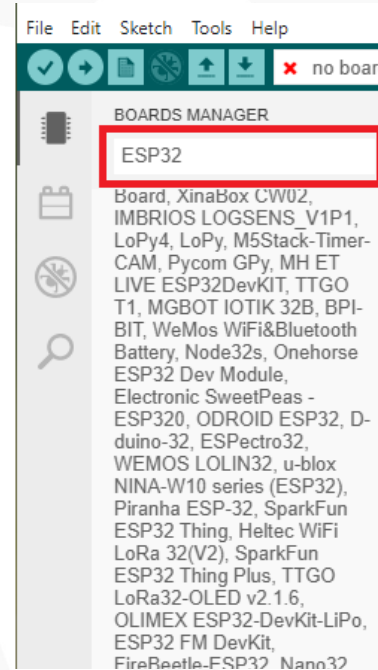 File Edit Sketch Tools Help
no boar
BOARDS MANAGER
ESP32
Board, XinaBox CW02,
IMBRIOS LOGSENS_V1P1,
LoPy4, LoPy, M5Stack-Timer-
CAM, Pycom GPy, MH ET
LIVE ESP32DevKIT, TTGO
T1, MGBOT IOTIK 32B, BPI-
BIT, WeMos WiFi&Bluetooth
Battery, Node32s, Onehorse
ESP32 Dev Module,
Electronic SweetPeas -
ESP320, ODROID ESP32, D-
duino-32, ESPectro32,
WEMOS LOLIN32, u-blox
NINA-W10 series (ESP32),
Piranha ESP-32, SparkFun
ESP32 Thing, Heltec WiFi
LoRa 32(V2), SparkFun
ESP32 Thing Plus, TTGO
LoRa32-OLED v2.1.6,
OLIMEX ESP32-DevKit-LiPo,
ESP32 FM DevKit,
FireBeetle-ESP32, Nano32